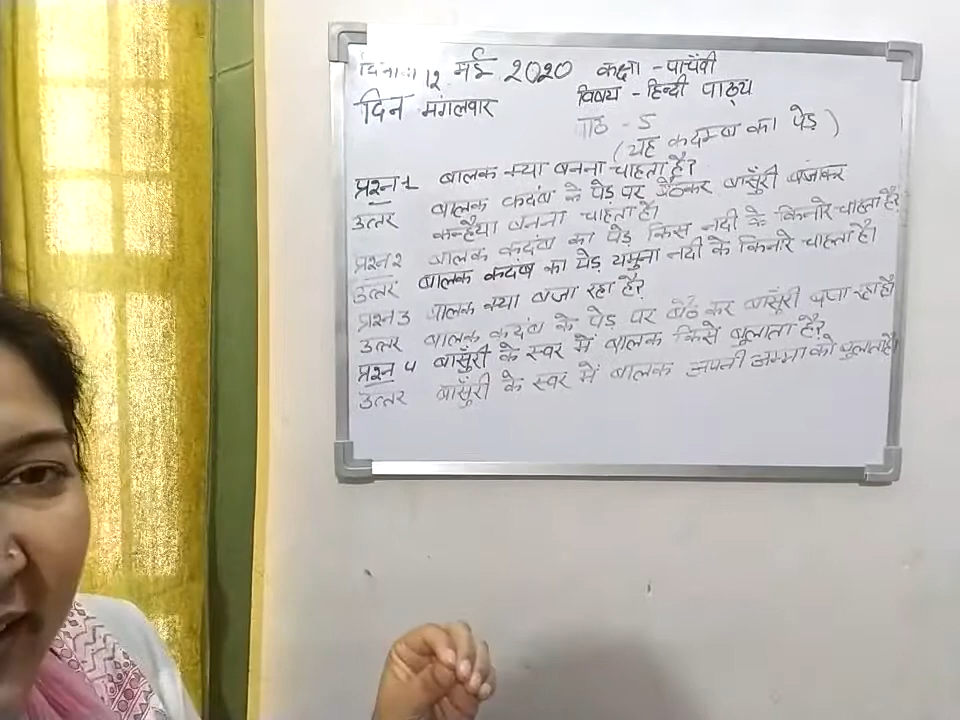 दिनांक 12 मई 2020 कक्षा - पाचॅंवी
दिन मंगलवार विषय - हिन्दी पाठ्य
पाठ - 5
(यह कदम्ब का पेड़)
प्रश्न 1 बालक क्या बनना चाहता है?
उत्तर बालक कदंब के पेड़ पर बैठकर बासुँरी बजाकर
कन्हैया बनना चाहता है।
प्रश्न 2 बालक कदंब का पेड़ किस नदी के किनारे चाहता है?
उत्तर बालक कदंब का पेड़ यमुना नदी के किनारे चाहता है।
प्रश्न 3 बालक क्या बजा रहा है?
उत्तर बालक कदंब के पेड़ पर बैठ कर बासुँरी बजा रहा है।
प्रश्न 4 बासुँरी के स्वर में बालक किसे बुलाता है?
उत्तर बासुँरी के स्वर में बालक अपनी अम्मा को बुलाता है।